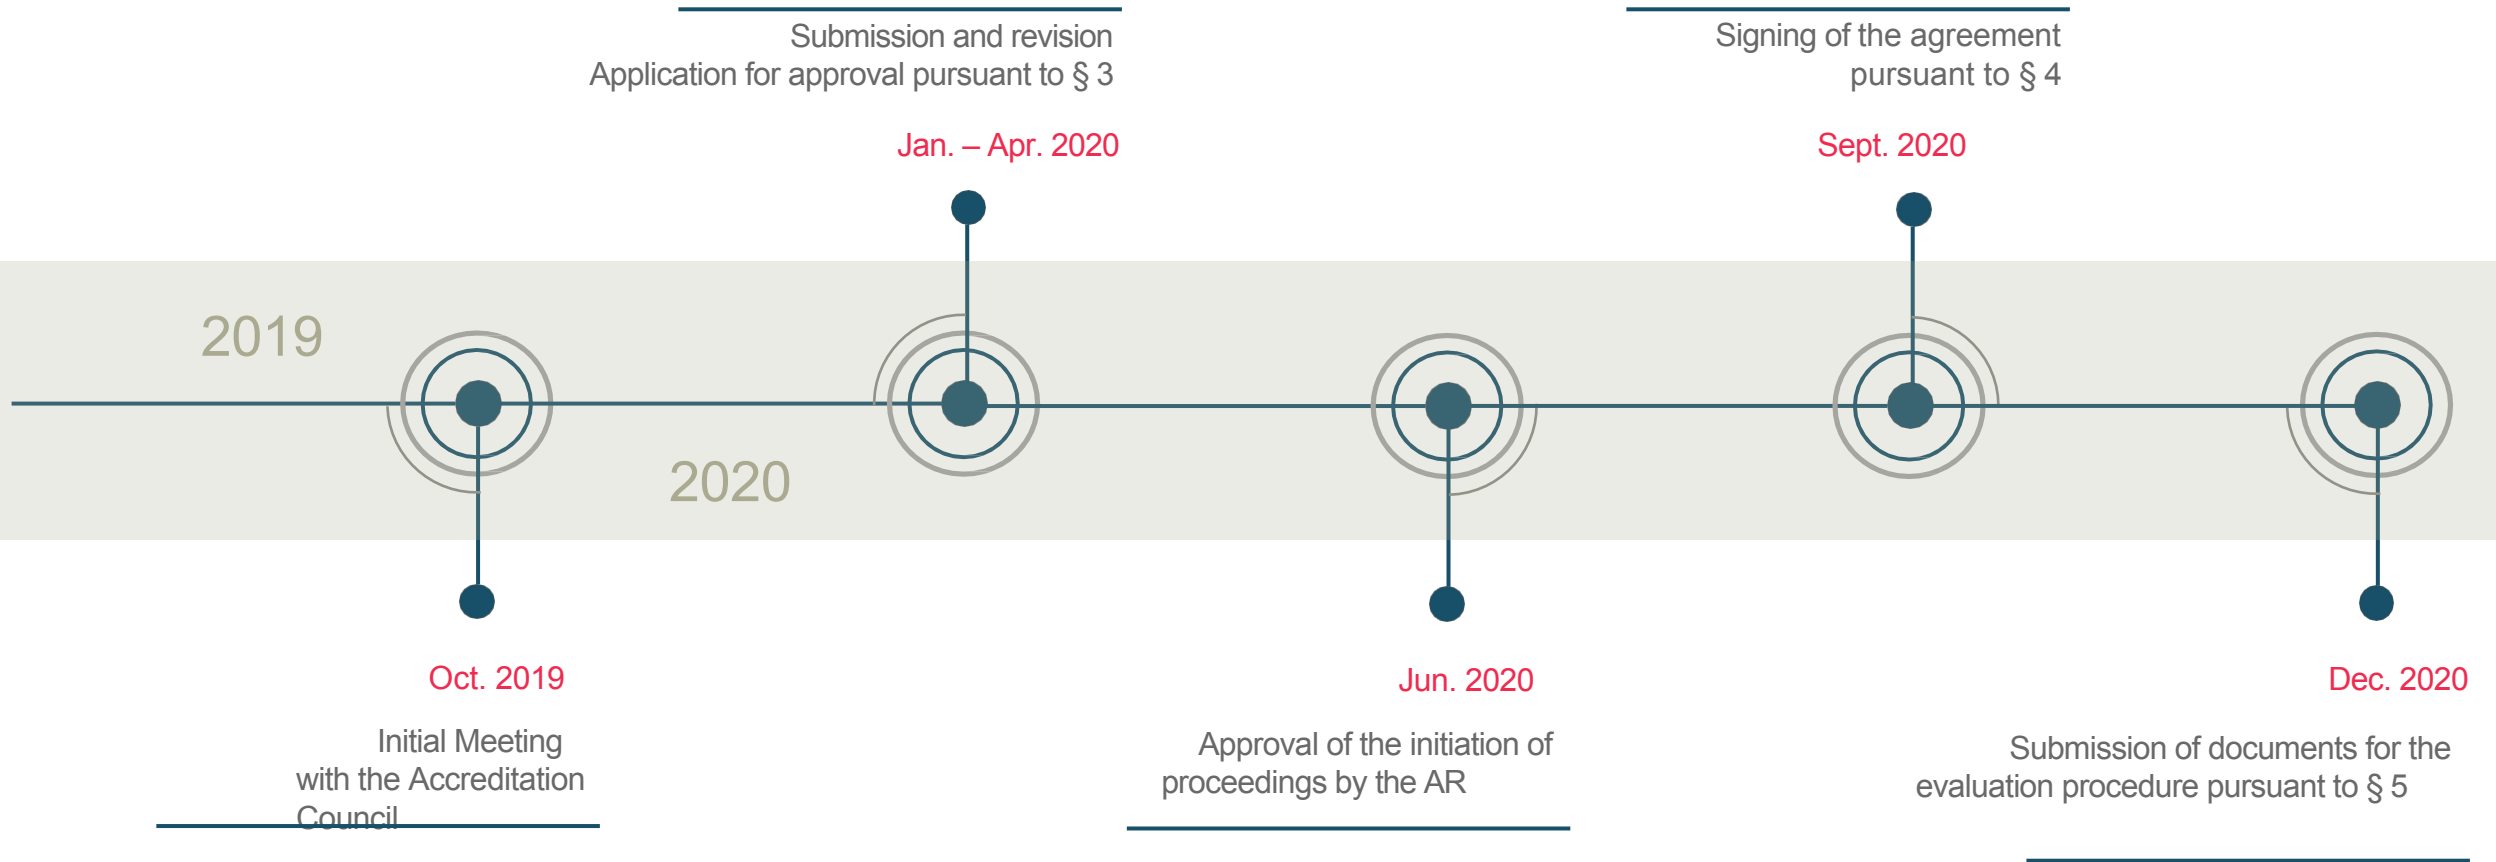 Submission and revision
Application for approval pursuant to § 3
Jan. – Apr. 2020
Signing of the agreement
pursuant to § 4
Sept. 2020
2019
2020
Oct. 2019
Initial Meeting
with the Accreditation
Council
Jun. 2020
Approval of the initiation of
proceedings by the AR
Dec. 2020
Submission of documents for the
evaluation procedure pursuant to § 5